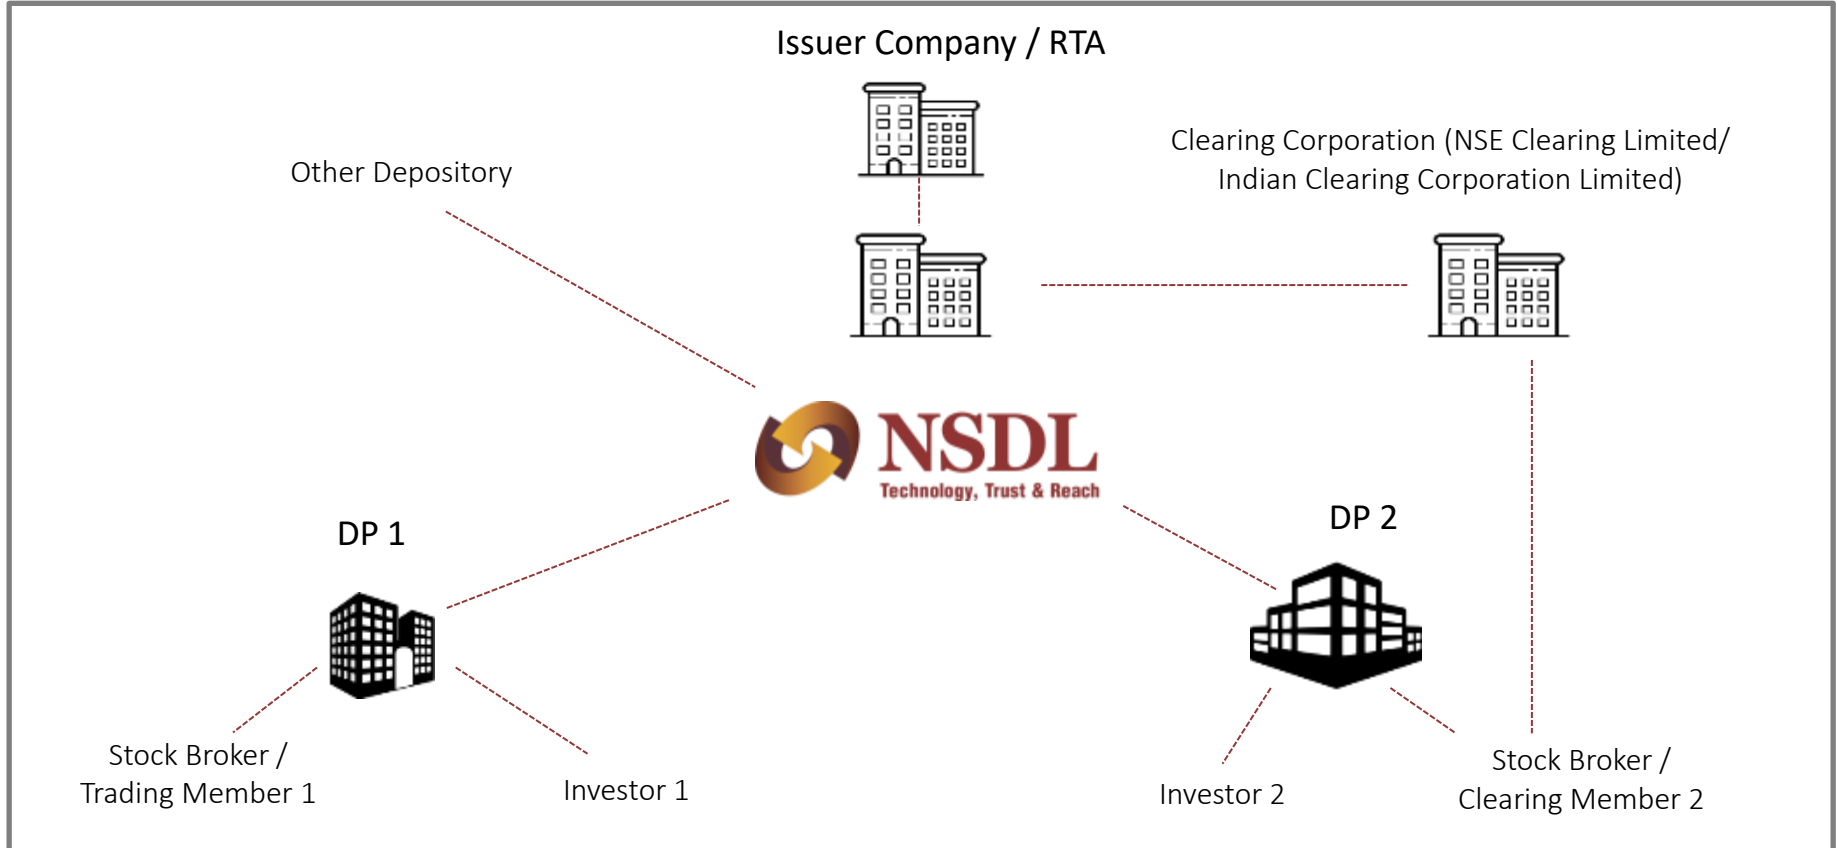 Issuer Company / RTA
Clearing Corporation (NSE Clearing Limited/
Indian Clearing Corporation Limited)
Other Depository
NSDL
Technology, Trust & Reach
DP 1
DP 2
Stock Broker /
Trading Member 1
Investor 1
Investor 2
Stock Broker /
Clearing Member 2